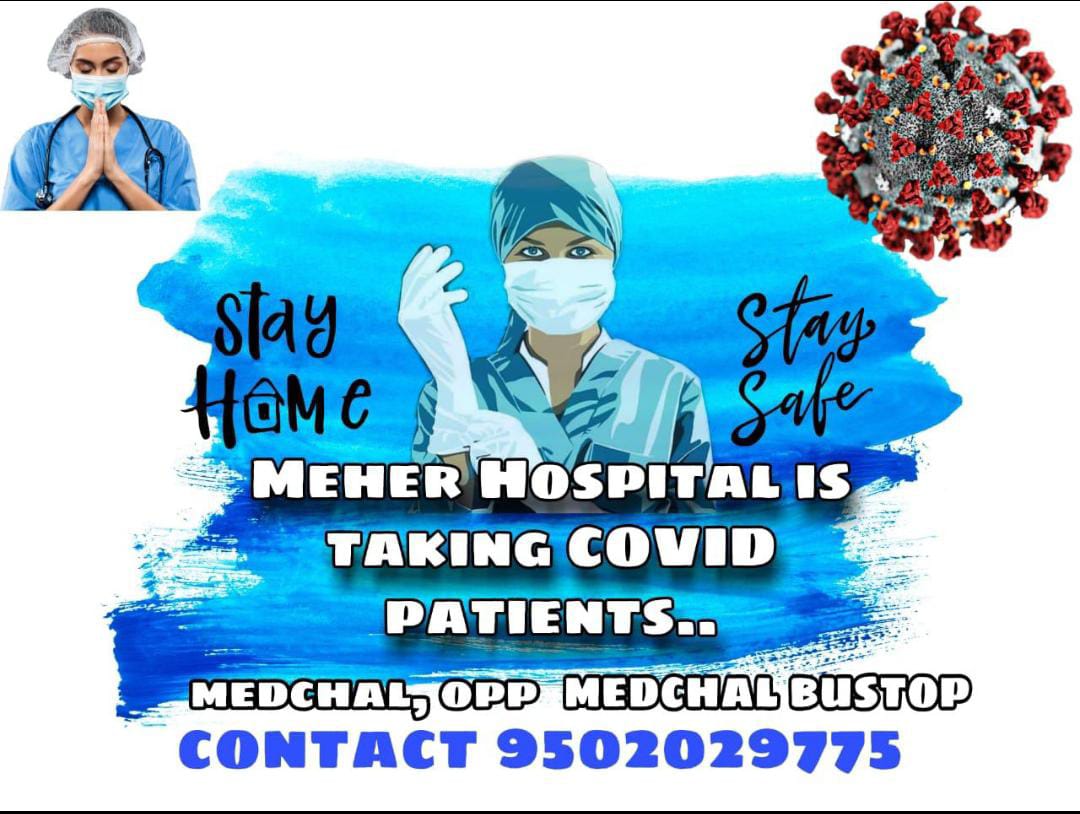 stay
Home
Stay
Safe
Meher Hospital is
taking COVID
patients..
Medchal, opp Medchal bustop
Contact 9502029775